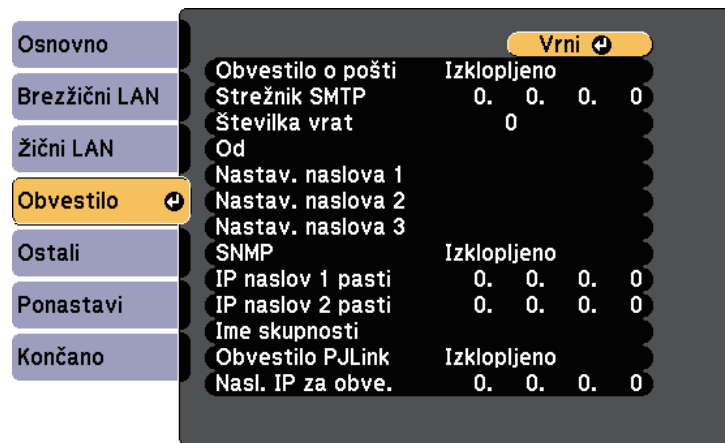 Osnovno
Brezžični LAN
Žični LAN
Obvestilo
Ostali
Ponastavi
Končano
Vrni
Obvestilo o pošti Izklopljeno
Strežnik SMTP 0. 0. 0. 0
Številka vrat 0
Od
Nastav. naslova 1
Nastav. naslova 2
Nastav. naslova 3
SNMP Izklopljeno
IP naslov 1 pasti 0. 0. 0. 0
IP naslov 2 pasti 0. 0. 0. 0
Ime skupnosti
Obvestilo PJLink Izklopljeno
Nasl. IP za obve. 0. 0. 0. 0